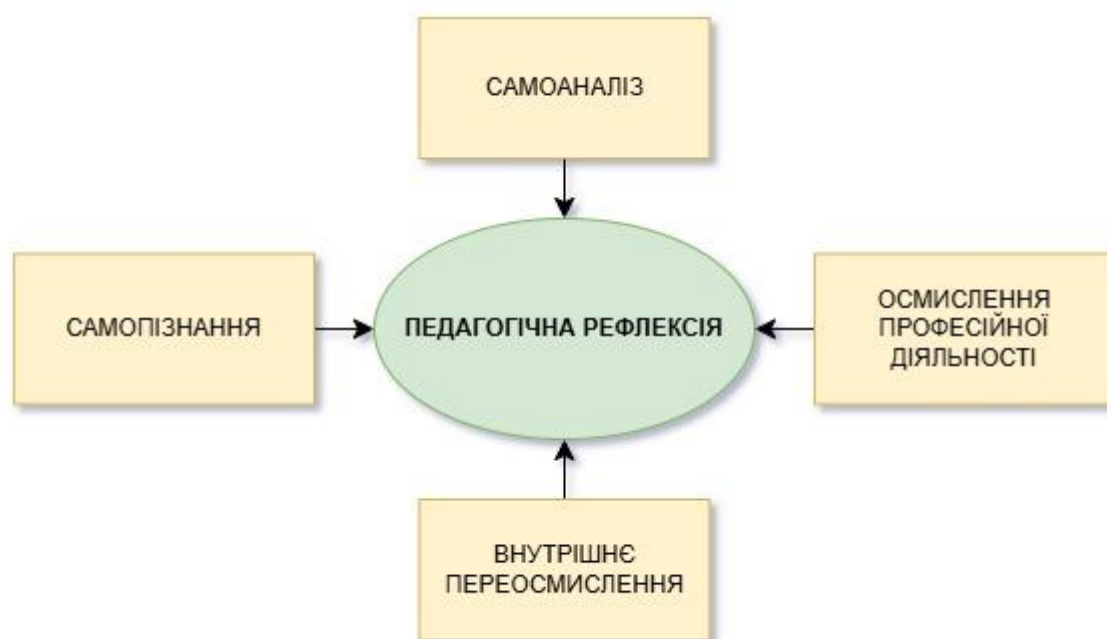 САМОАНАЛІЗ
САМОПІЗНАННЯ
ПЕДАГОГІЧНА РЕФЛЕКСІЯ
ОСМИСЛЕННЯ
ПРОФЕСІЙНОЇ
ДІЯЛЬНОСТІ
ВНУТРІШНЄ
ПЕРЕОСМИСЛЕННЯ